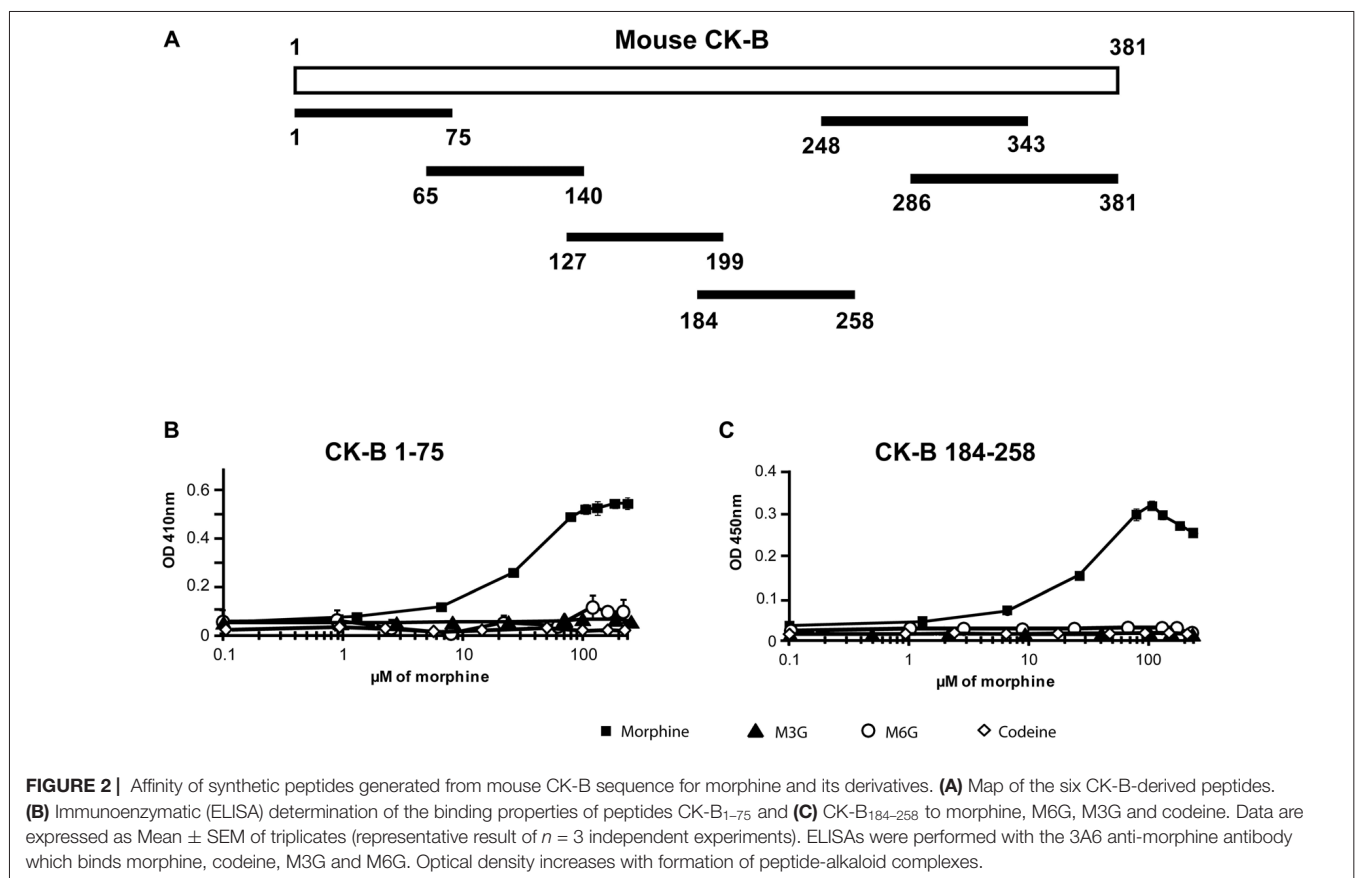 A
Mouse CK-B
1
381
1
75
248
343
65
140
286
381
127
199
184
258
B
CK-B 1-75
OD 410nm
0.6
0.4
0.2
0
0.1
1
10
100
µM of morphine
C
CK-B 184-258
OD 450nm
0.4
0.3
0.2
0.1
0
0.1
1
10
100
µM of morphine
Morphine
M3G
M6G
Codeine
FIGURE 2 | Affinity of synthetic peptides generated from mouse CK-B sequence for morphine and its derivatives. (A) Map of the six CK-B-derived peptides.
(B) Immunoenzymatic (ELISA) determination of the binding properties of peptides CK-B1–75 and (C) CK-B184–258 to morphine, M6G, M3G and codeine. Data are
expressed as Mean ± SEM of triplicates (representative result of n = 3 independent experiments). ELISAs were performed with the 3A6 anti-morphine antibody
which binds morphine, codeine, M3G and M6G. Optical density increases with formation of peptide-alkaloid complexes.